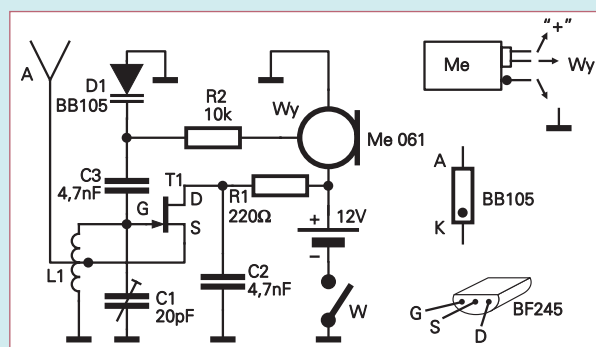 A
D1
BB105
R2
10k
Wy
Me 061
C3
4,7nF
T1
D
G
S
R1
220Ω
+
12V
−
L1
C1
20pF
C2
4,7nF
W
Me
"+"
Wy
A
BB105
K
G
S
D
BF245